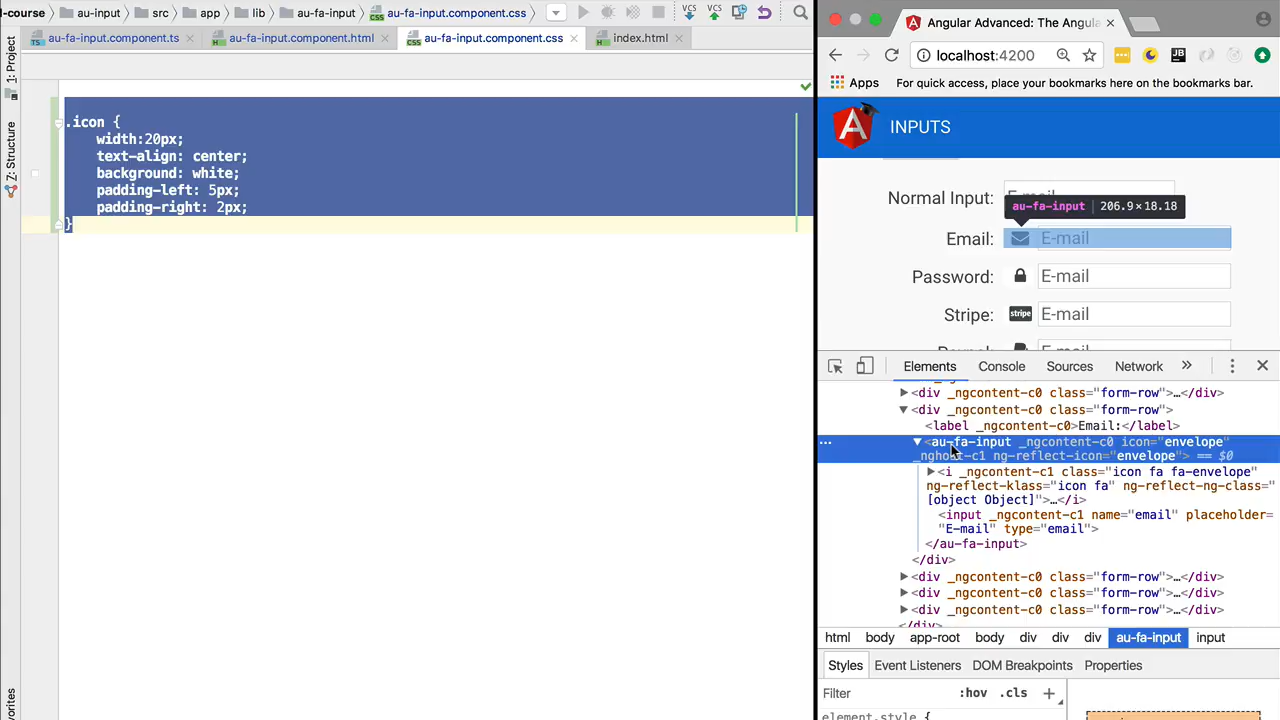 l-course au-input src app lib au-fa-input au-fa-input.component.css VCS VCS
au-fa-input.component.ts au-fa-input.component.html au-fa-input.component.css index.html
1: Project
Z: Structure
.icon {
width:20px;
text-align: center;
background: white;
padding-left: 5px;
padding-right: 2px;
}
Angular Advanced: The Angula
localhost:4200
JB
Apps For quick access, place your bookmarks here on the bookmarks bar.
INPUTS
Normal Input: E-mail
au-fa-input 206.9×18.18
Email: E-mail
Password: E-mail
Stripe: stripe E-mail
E-mail
Elements Console Sources Network »
<div _ngcontent-c0 class="form-row">…</div>
<div _ngcontent-c0 class="form-row">
<label _ngcontent-c0>Email:</label>
<au-fa-input _ngcontent-c0 icon="envelope"
_nghost-c1 ng-reflect-icon="envelope"> == $0
<i _ngcontent-c1 class="icon fa fa-envelope"
ng-reflect-klass="icon fa" ng-reflect-ng-class="
[object Object]">…</i>
<input _ngcontent-c1 name="email" placeholder=
"E-mail" type="email">
</au-fa-input>
</div>
<div _ngcontent-c0 class="form-row">…</div>
<div _ngcontent-c0 class="form-row">…</div>
<div _ngcontent-c0 class="form-row">…</div>
</div>
html body app-root body div div div au-fa-input input
Styles Event Listeners DOM Breakpoints Properties
Filter :hov .cls +
element.style {
vorites